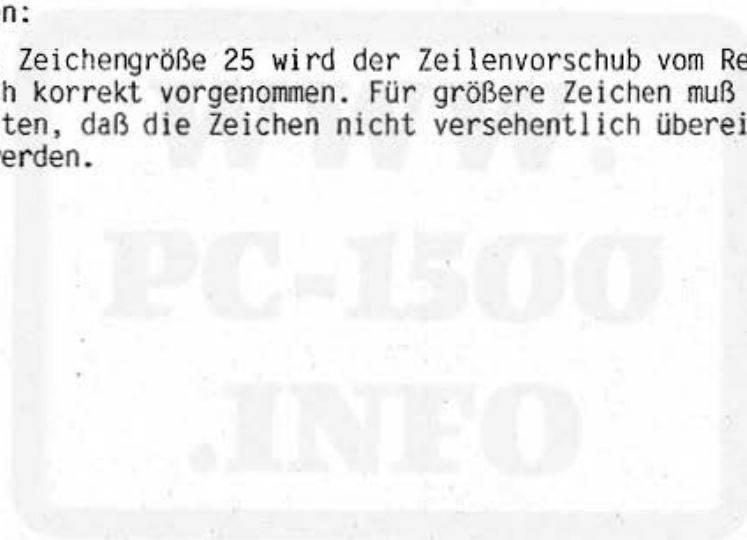 n:
Zeichengröße 25 wird der Zeilenvorschub vom Re
h korrekt vorgenommen. Für größere Zeichen muß
ten, daß die Zeichen nicht versehentlich überei
erden.
WWW.
PC-1500
.INFO